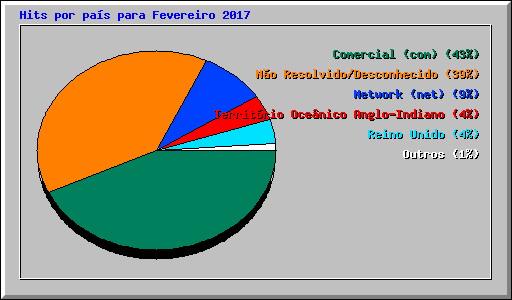 Hits por país para Fevereiro 2017
Comercial (com) (43%)
Não Resolvido/Desconhecido (39%)
Network (net) (9%)
Território Oceânico Anglo-Indiano (4%)
Reino Unido (4%)
Outros (1%)